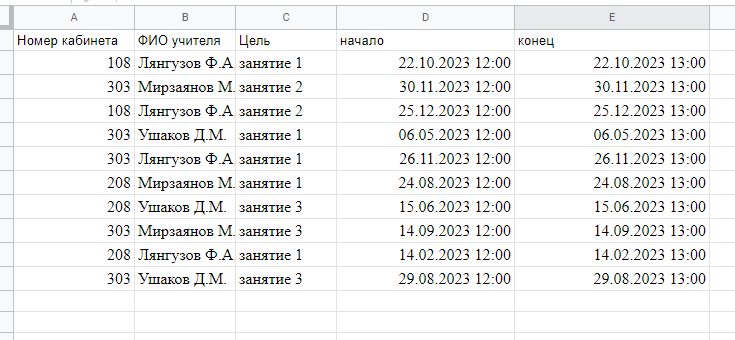 A B C D E
Номер кабинета ФИО учителя Цель начало конец
108 Лянгузов Ф.А занятие 1 22.10.2023 12:00 22.10.2023 13:00
303 Мирзаянов М. занятие 2 30.11.2023 12:00 30.11.2023 13:00
108 Лянгузов Ф.А занятие 2 25.12.2023 12:00 25.12.2023 13:00
303 Ушаков Д.М. занятие 1 06.05.2023 12:00 06.05.2023 13:00
303 Лянгузов Ф.А занятие 1 26.11.2023 12:00 26.11.2023 13:00
208 Мирзаянов М. занятие 1 24.08.2023 12:00 24.08.2023 13:00
208 Ушаков Д.М. занятие 3 15.06.2023 12:00 15.06.2023 13:00
303 Мирзаянов М. занятие 3 14.09.2023 12:00 14.09.2023 13:00
208 Лянгузов Ф.А занятие 1 14.02.2023 12:00 14.02.2023 13:00
303 Ушаков Д.М. занятие 3 29.08.2023 12:00 29.08.2023 13:00